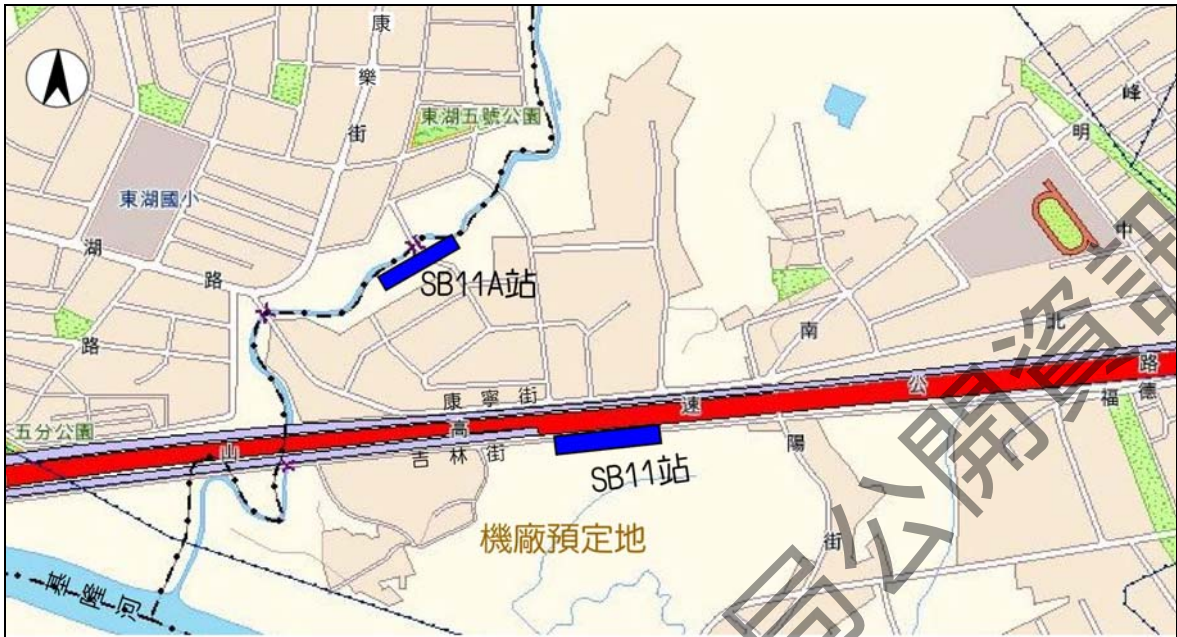 康樂街
東湖五號公園
東湖國小
湖路
路
SB11A站
五分公園
康寧街
吉林街
山高速公路
SB11站
機廠預定地
基隆河
南陽街
明峰
中
北
福德
路
局公開資訊